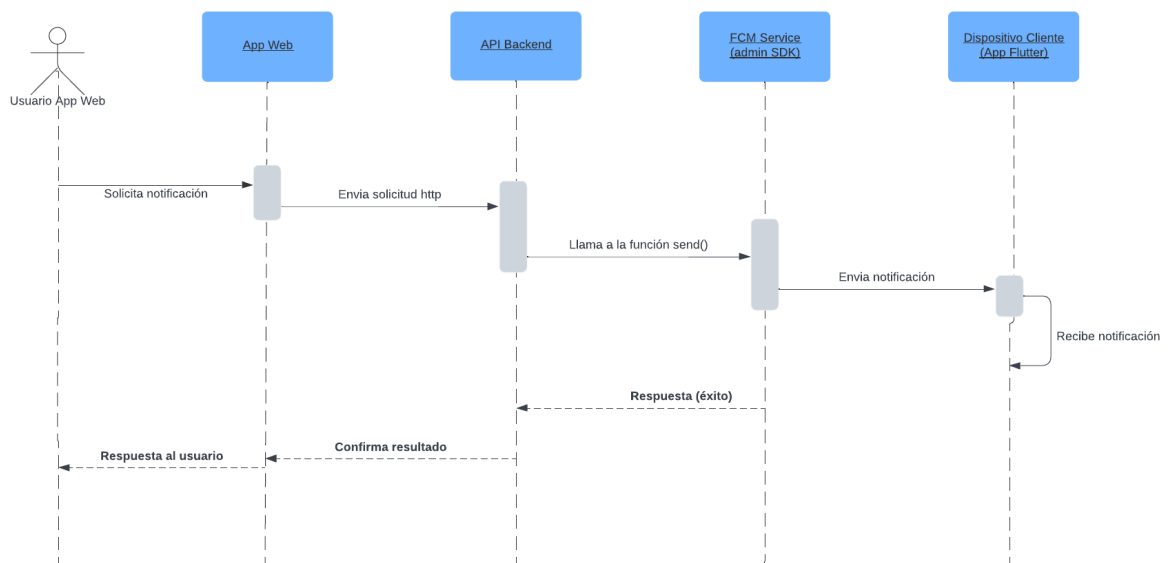 App Web
API Backend
FCM Service
(admin SDK)
Dispositivo Cliente
(App Flutter)
Usuario App Web
Solicita notificación
Envia solicitud http
Llama a la función send()
Envia notificación
Recibe notificación
Respuesta (éxito)
Confirma resultado
Respuesta al usuario